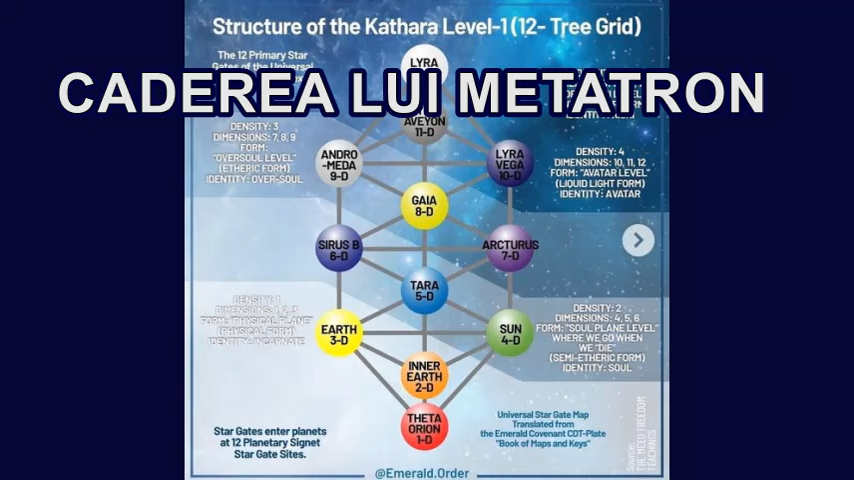 Structure of the Kathara Level-1 (12- Tree Grid)
The 12 Primary Star
Gates of the Universal
CADEREA LUI METATRON
LYRA
AVEYON
11-D
DENSITY: 3
DIMENSIONS: 7, 8, 9
FORM:
"OVERSOUL LEVEL"
(ETHERIC FORM)
IDENTITY: OVER-SOUL
ANDRO
-MEDA
9-D
LYRA
VEGA
10-D
DENSITY: 4
DIMENSIONS: 10, 11, 12
FORM: "AVATAR LEVEL"
(LIQUID LIGHT FORM)
IDENTITY: AVATAR
GAIA
8-D
SIRUS B
6-D
ARCTURUS
7-D
TARA
5-D
DENSITY: 1
DIMENSIONS: 1, 2, 3
FORM: "PHYSICAL PLANE"
(PHYSICAL FORM)
IDENTITY: INCARNATE
EARTH
3-D
SUN
4-D
DENSITY: 2
DIMENSIONS: 4, 5, 6
FORM: "SOUL PLANE LEVEL"
WHERE WE GO WHEN
WE "DIE"
(SEMI-ETHERIC FORM)
IDENTITY: SOUL
INNER
EARTH
2-D
THETA
ORION
1-D
Star Gates enter planets
at 12 Planetary Signet
Star Gate Sites.
Universal Star Gate Map
Translated from
the Emerald Covenant CDT-Plate
"Book of Maps and Keys"
Source:
THE NEO FREEDOM
TEACHINGS
@Emerald.Order